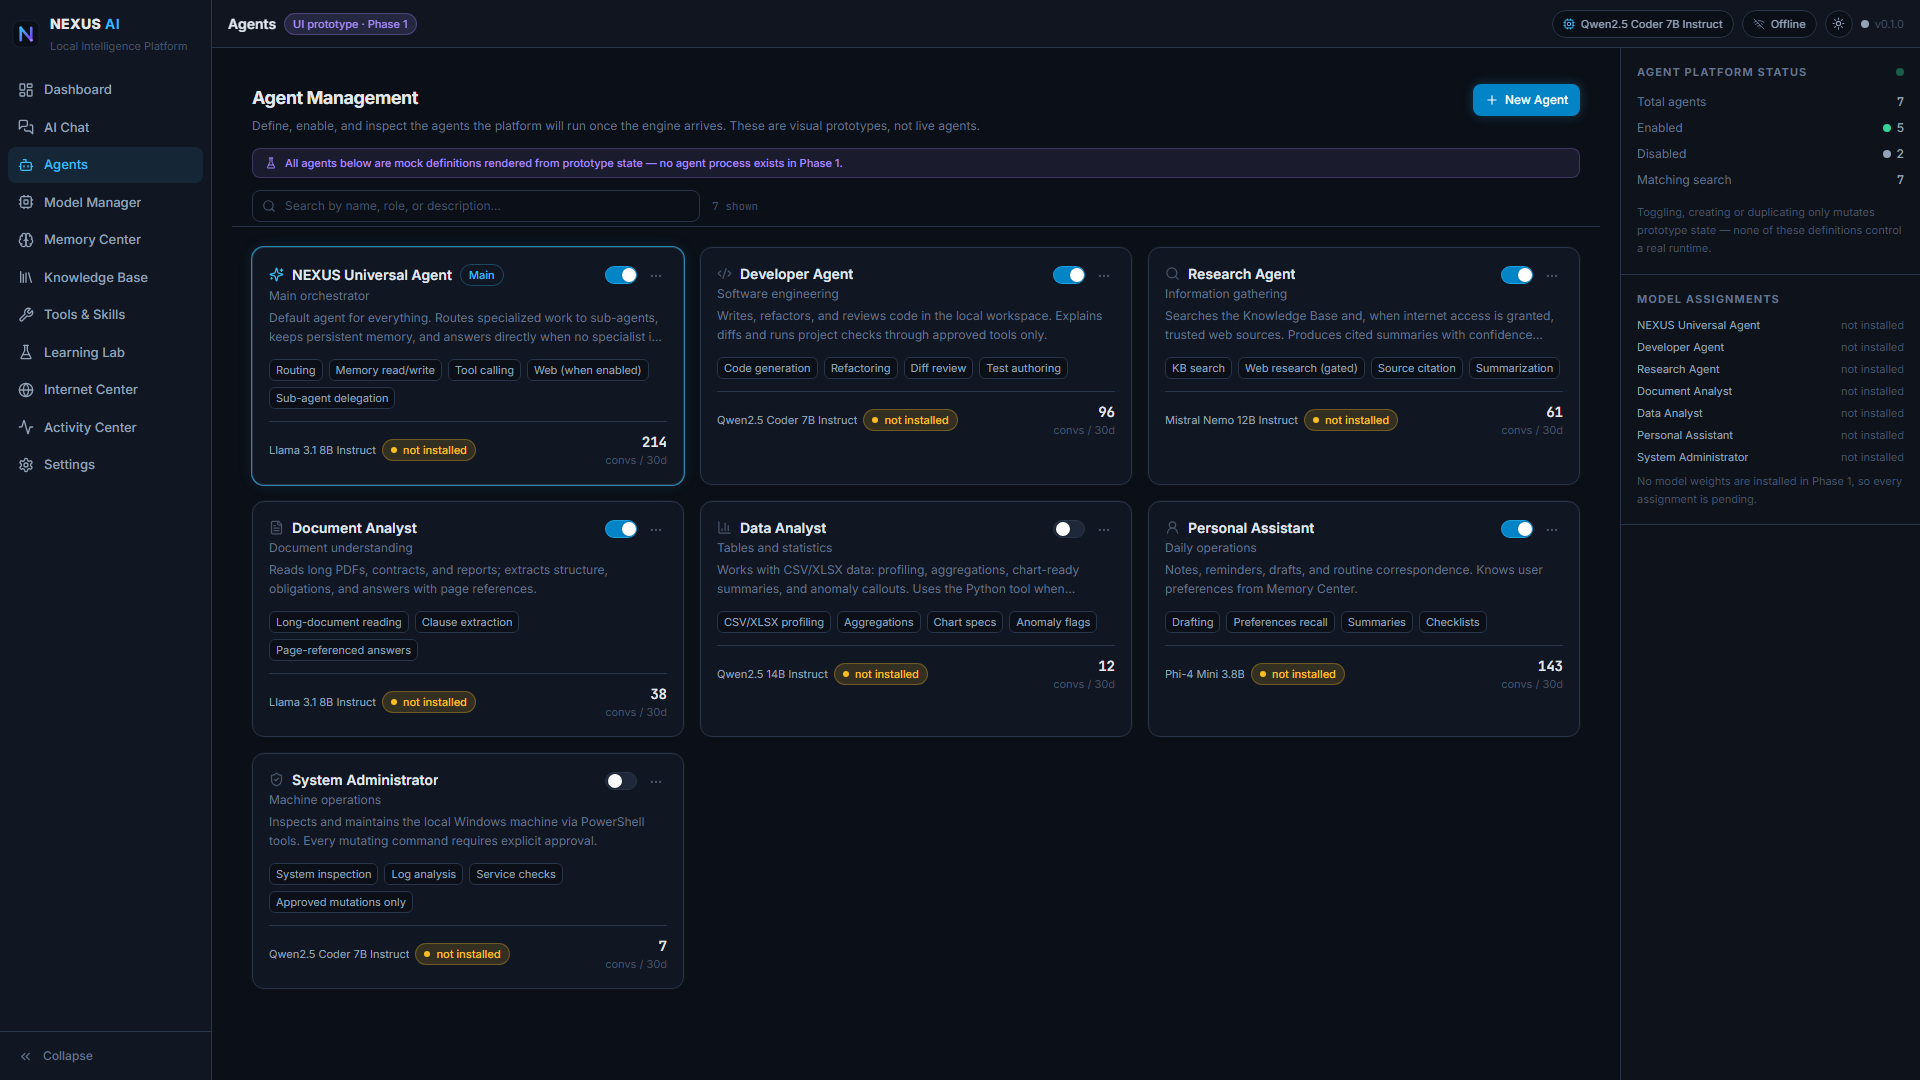 NEXUS AI
Local Intelligence Platform
Dashboard
AI Chat
Agents
Model Manager
Memory Center
Knowledge Base
Tools & Skills
Learning Lab
Internet Center
Activity Center
Settings
Collapse
Agents
UI prototype · Phase 1
Qwen2.5 Coder 7B Instruct
Offline
v0.1.0
Agent Management
Define, enable, and inspect the agents the platform will run once the engine arrives. These are visual prototypes, not live agents.
New Agent
All agents below are mock definitions rendered from prototype state — no agent process exists in Phase 1.
Search by name, role, or description...
7 shown
NEXUS Universal Agent Main
Main orchestrator
Default agent for everything. Routes specialized work to sub-agents,
keeps persistent memory, and answers directly when no specialist i...
Routing Memory read/write Tool calling Web (when enabled)
Sub-agent delegation
Llama 3.1 8B Instruct not installed
214
convs / 30d
Developer Agent
Software engineering
Writes, refactors, and reviews code in the local workspace. Explains
diffs and runs project checks through approved tools only.
Code generation Refactoring Diff review Test authoring
Qwen2.5 Coder 7B Instruct not installed
96
convs / 30d
Research Agent
Information gathering
Searches the Knowledge Base and, when internet access is granted,
trusted web sources. Produces cited summaries with confidence...
KB search Web research (gated) Source citation Summarization
Mistral Nemo 12B Instruct not installed
61
convs / 30d
Document Analyst
Document understanding
Reads long PDFs, contracts, and reports; extracts structure,
obligations, and answers with page references.
Long-document reading Clause extraction
Page-referenced answers
Llama 3.1 8B Instruct not installed
38
convs / 30d
Data Analyst
Tables and statistics
Works with CSV/XLSX data: profiling, aggregations, chart-ready
summaries, and anomaly callouts. Uses the Python tool when...
CSV/XLSX profiling Aggregations Chart specs Anomaly flags
Qwen2.5 14B Instruct not installed
12
convs / 30d
Personal Assistant
Daily operations
Notes, reminders, drafts, and routine correspondence. Knows user
preferences from Memory Center.
Drafting Preferences recall Summaries Checklists
Phi-4 Mini 3.8B not installed
143
convs / 30d
System Administrator
Machine operations
Inspects and maintains the local Windows machine via PowerShell
tools. Every mutating command requires explicit approval.
System inspection Log analysis Service checks
Approved mutations only
Qwen2.5 Coder 7B Instruct not installed
7
convs / 30d
AGENT PLATFORM STATUS
Total agents 7
Enabled 5
Disabled 2
Matching search 7
Toggling, creating or duplicating only mutates
prototype state — none of these definitions control
a real runtime.
MODEL ASSIGNMENTS
NEXUS Universal Agent not installed
Developer Agent not installed
Research Agent not installed
Document Analyst not installed
Data Analyst not installed
Personal Assistant not installed
System Administrator not installed
No model weights are installed in Phase 1, so every
assignment is pending.